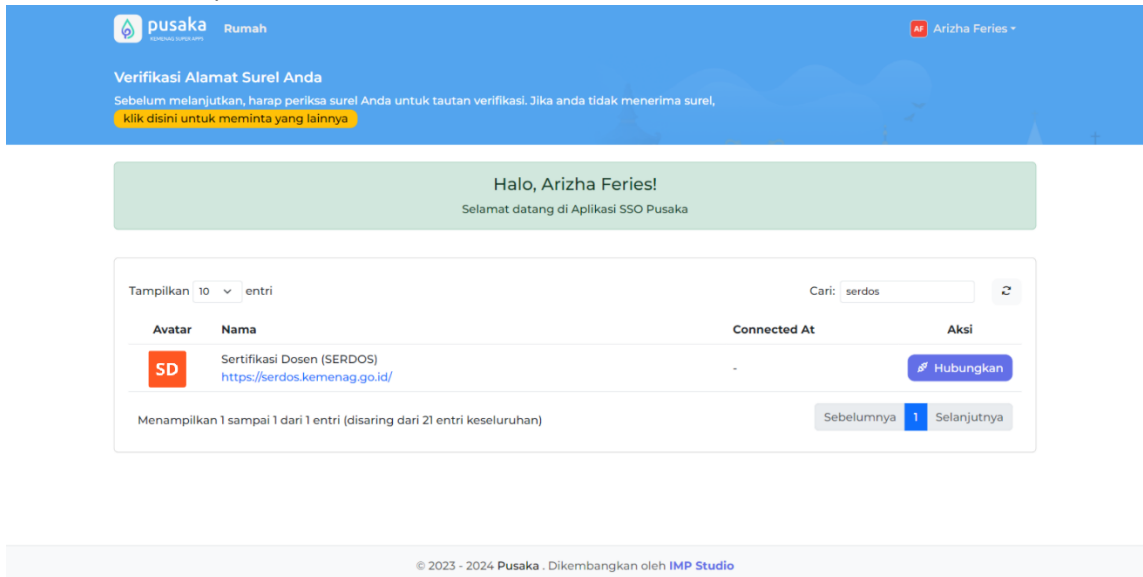 pusaka
KEMENAG SUPER APPS
Rumah
AF Arizha Feries
Verifikasi Alamat Surel Anda
Sebelum melanjutkan, harap periksa surel Anda untuk tautan verifikasi. Jika anda tidak menerima surel,
klik disini untuk meminta yang lainnya
Halo, Arizha Feries!
Selamat datang di Aplikasi SSO Pusaka
Tampilkan 10 entri
Cari: serdos
Avatar Nama Connected At Aksi
SD
Sertifikasi Dosen (SERDOS)
https://serdos.kemenag.go.id/
-
Hubungkan
Menampilkan 1 sampai 1 dari 1 entri (disaring dari 21 entri keseluruhan)
Sebelumnya 1 Selanjutnya
© 2023 - 2024 Pusaka . Dikembangkan oleh IMP Studio